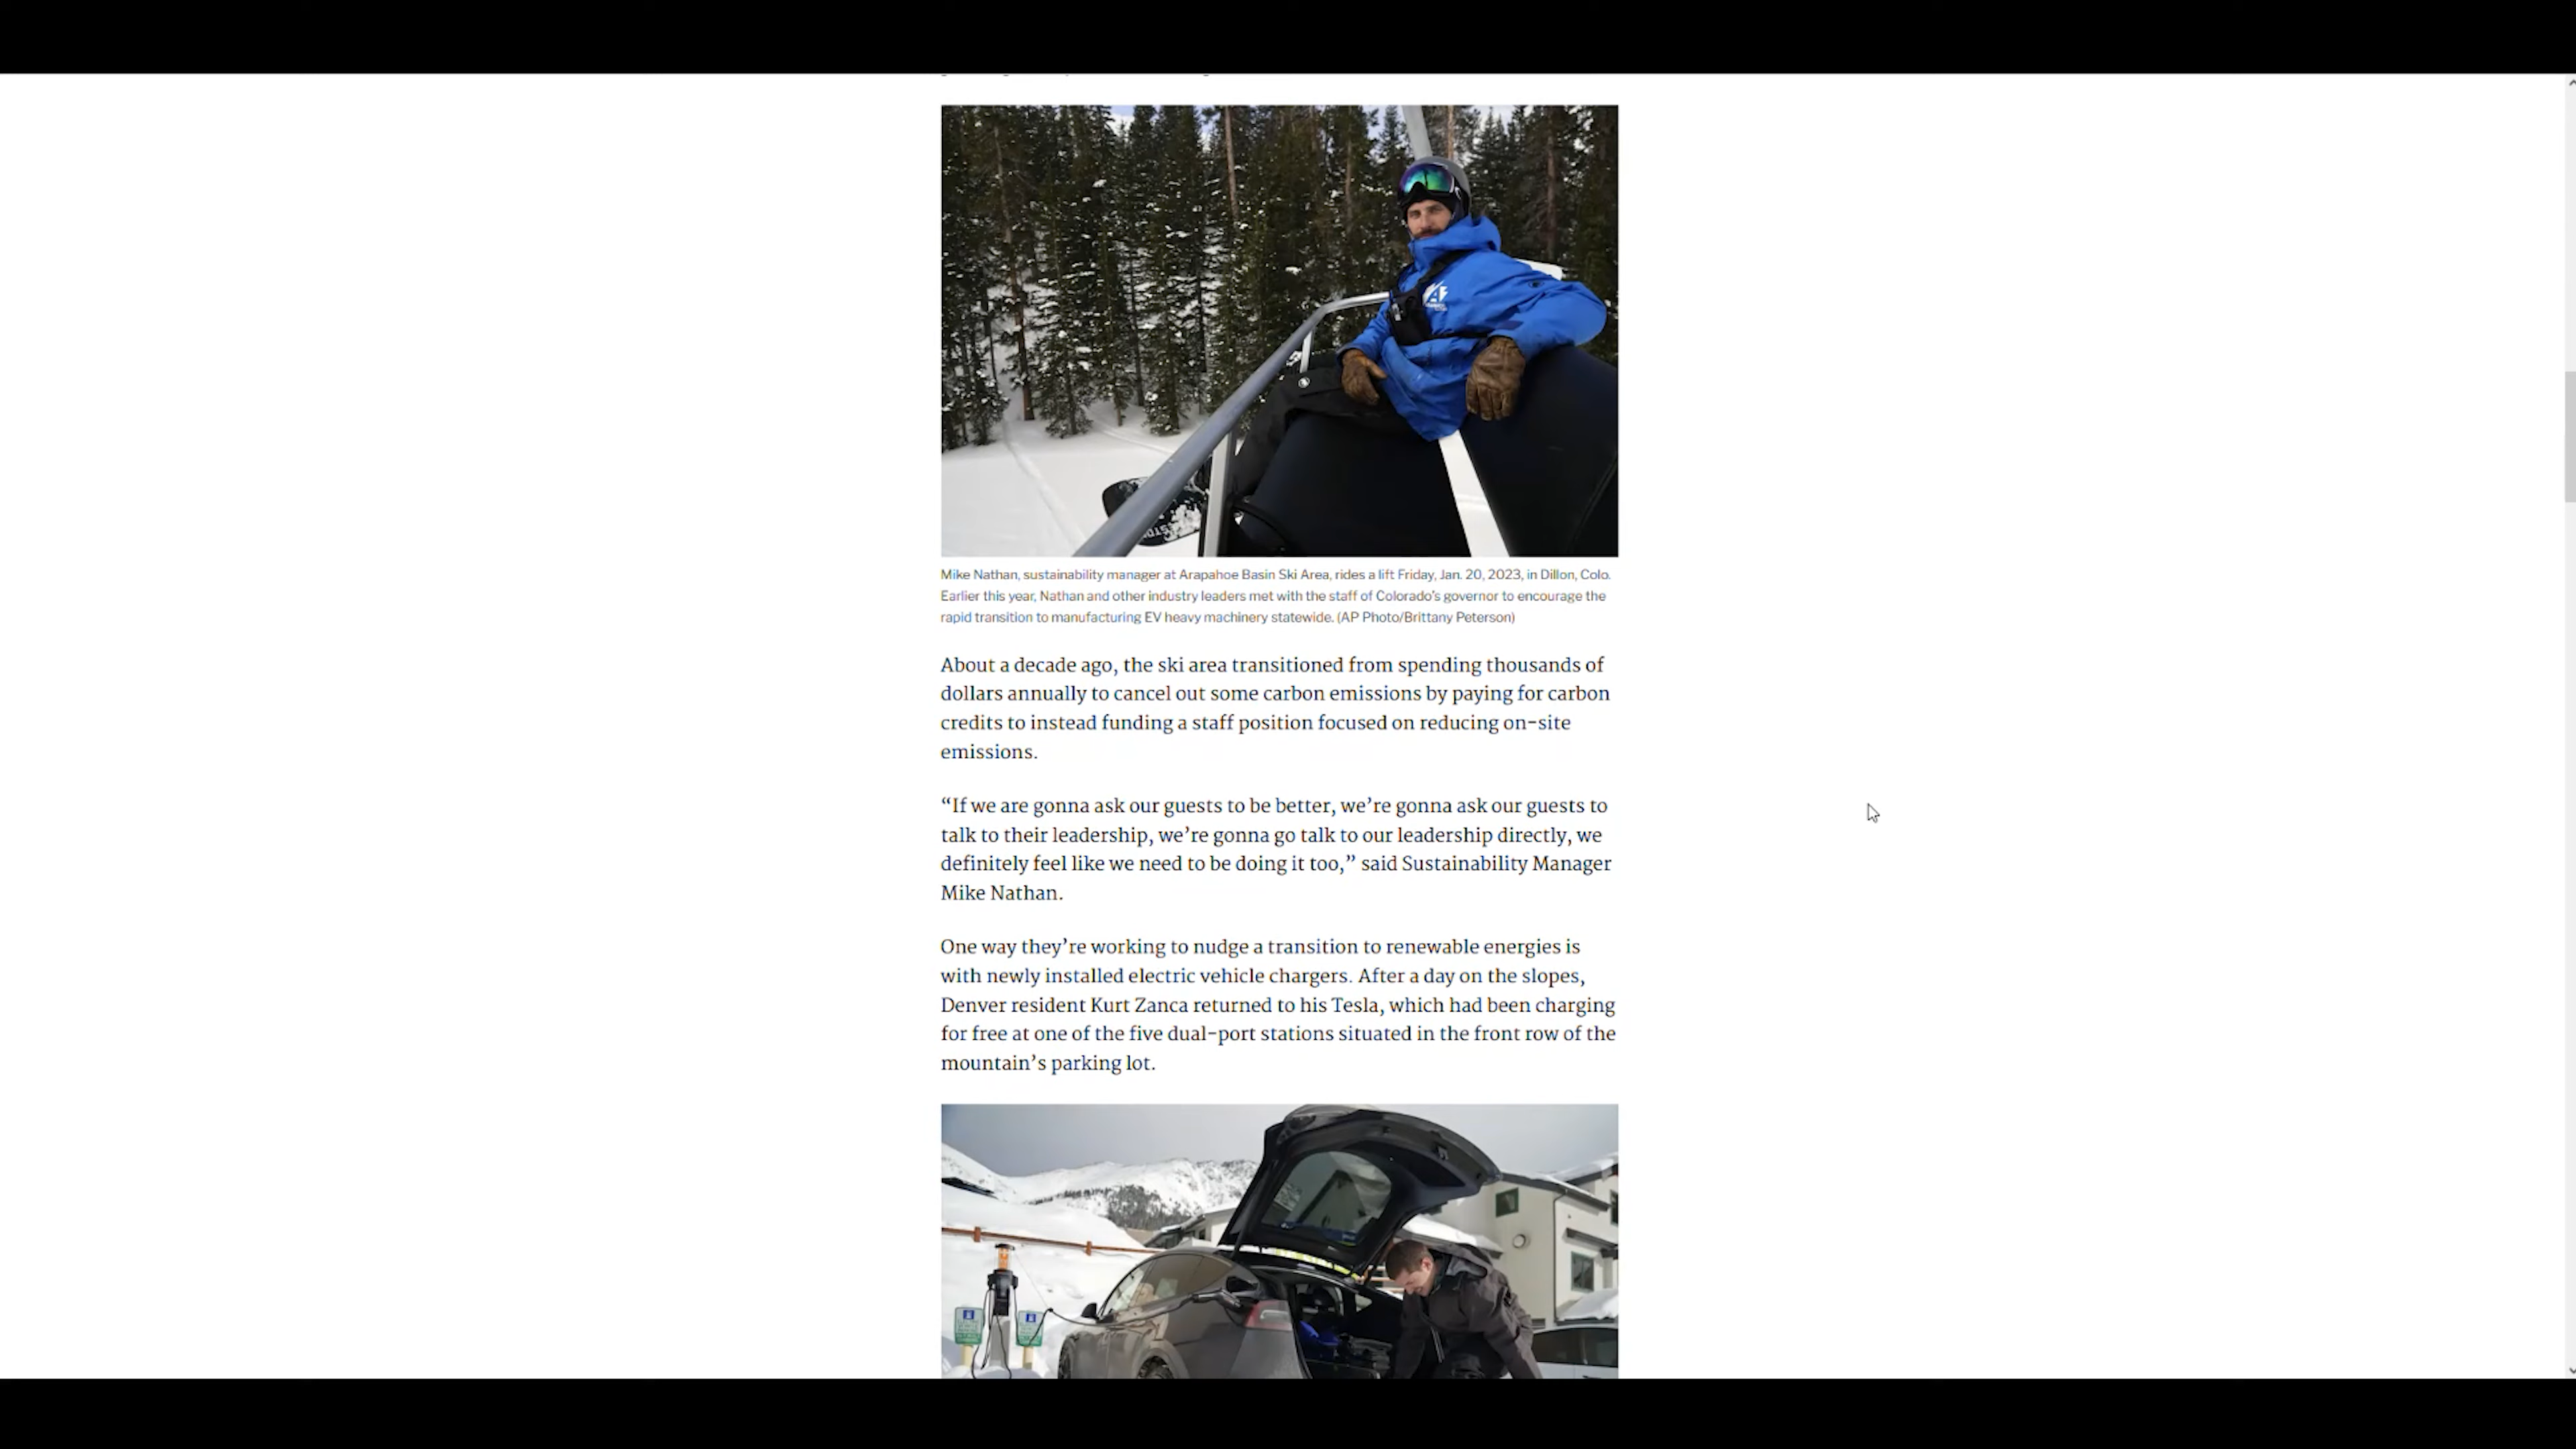 Mike Nathan, sustainability manager at Arapahoe Basin Ski Area, rides a lift Friday, Jan. 20, 2023, in Dillon, Colo.
Earlier this year, Nathan and other industry leaders met with the staff of Colorado's governor to encourage the
rapid transition to manufacturing EV heavy machinery statewide. (AP Photo/Brittany Peterson)
About a decade ago, the ski area transitioned from spending thousands of
dollars annually to cancel out some carbon emissions by paying for carbon
credits to instead funding a staff position focused on reducing on-site
emissions.
“If we are gonna ask our guests to be better, we’re gonna ask our guests to
talk to their leadership, we’re gonna go talk to our leadership directly, we
definitely feel like we need to be doing it too,” said Sustainability Manager
Mike Nathan.
One way they’re working to nudge a transition to renewable energies is
with newly installed electric vehicle chargers. After a day on the slopes,
Denver resident Kurt Zanca returned to his Tesla, which had been charging
for free at one of the five dual-port stations situated in the front row of the
mountain’s parking lot.